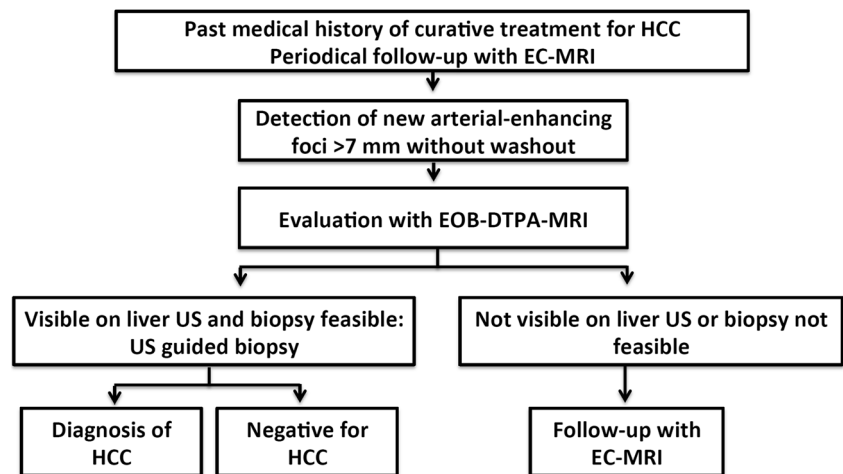 Past medical history of curative treatment for HCC
Periodical follow-up with EC-MRI
Detection of new arterial-enhancing
foci >7 mm without washout
Evaluation with EOB-DTPA-MRI
Visible on liver US and biopsy feasible:
US guided biopsy
Not visible on liver US or biopsy not
feasible
Diagnosis of
HCC
Negative for
HCC
Follow-up with
EC-MRI